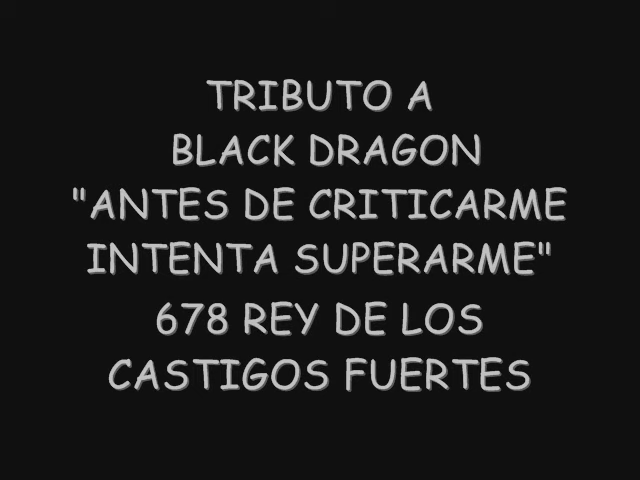 TRIBUTO A
BLACK DRAGON
"ANTES DE CRITICARME
INTENTA SUPERARME"
678 REY DE LOS
CASTIGOS FUERTES